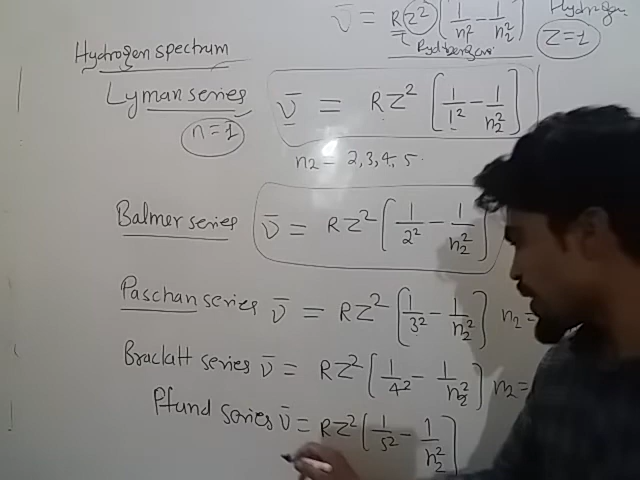 ν̄ = RZ² (1/n₁² - 1/n₂²) Hydrogen
Rydberg Z=1
Hydrogen spectrum
Lyman series ν̄ = RZ² [1/1² - 1/n₂²]
n=1
n₂ - 2,3,4,5.
Balmer series ν̄ = RZ² (1/2² - 1/n₂²)
Paschan series ν̄ = RZ² (1/3² - 1/n₂²) n₂=
Braclatt series ν̄ = RZ² (1/4² - 1/n₂²) n₂=
Pfund series ν̄ = RZ² (1/5² - 1/n₂²)